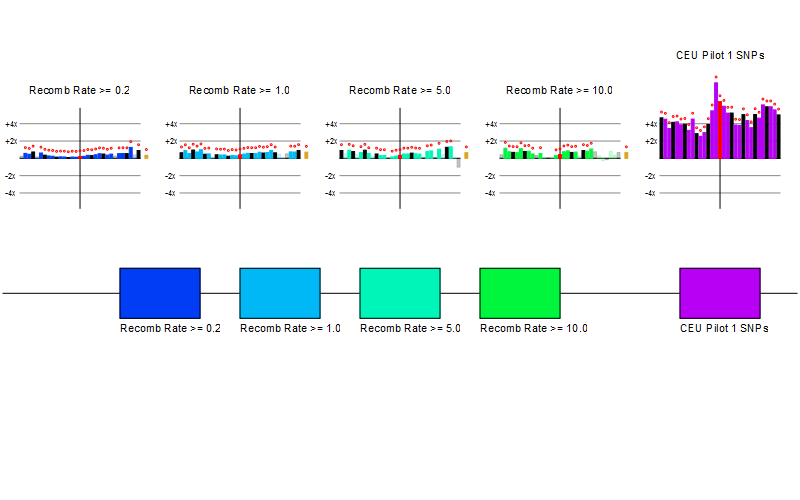 CEU Pilot 1 SNPs
Recomb Rate >= 0.2
Recomb Rate >= 1.0
Recomb Rate >= 5.0
Recomb Rate >= 10.0
+4x
+2x
-2x
-4x
+4x
+2x
-2x
-4x
+4x
+2x
-2x
-4x
+4x
+2x
-2x
-4x
+4x
+2x
-2x
-4x
Recomb Rate >= 0.2
Recomb Rate >= 1.0
Recomb Rate >= 5.0
Recomb Rate >= 10.0
CEU Pilot 1 SNPs